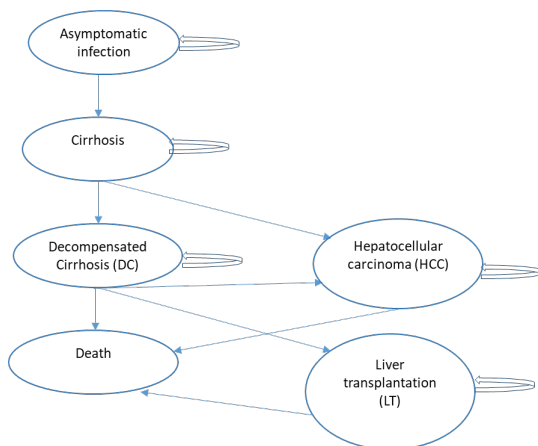 Asymptomatic
infection
Cirrhosis
Decompensated
Cirrhosis (DC)
Hepatocellular
carcinoma (HCC)
Death
Liver
transplantation
(LT)